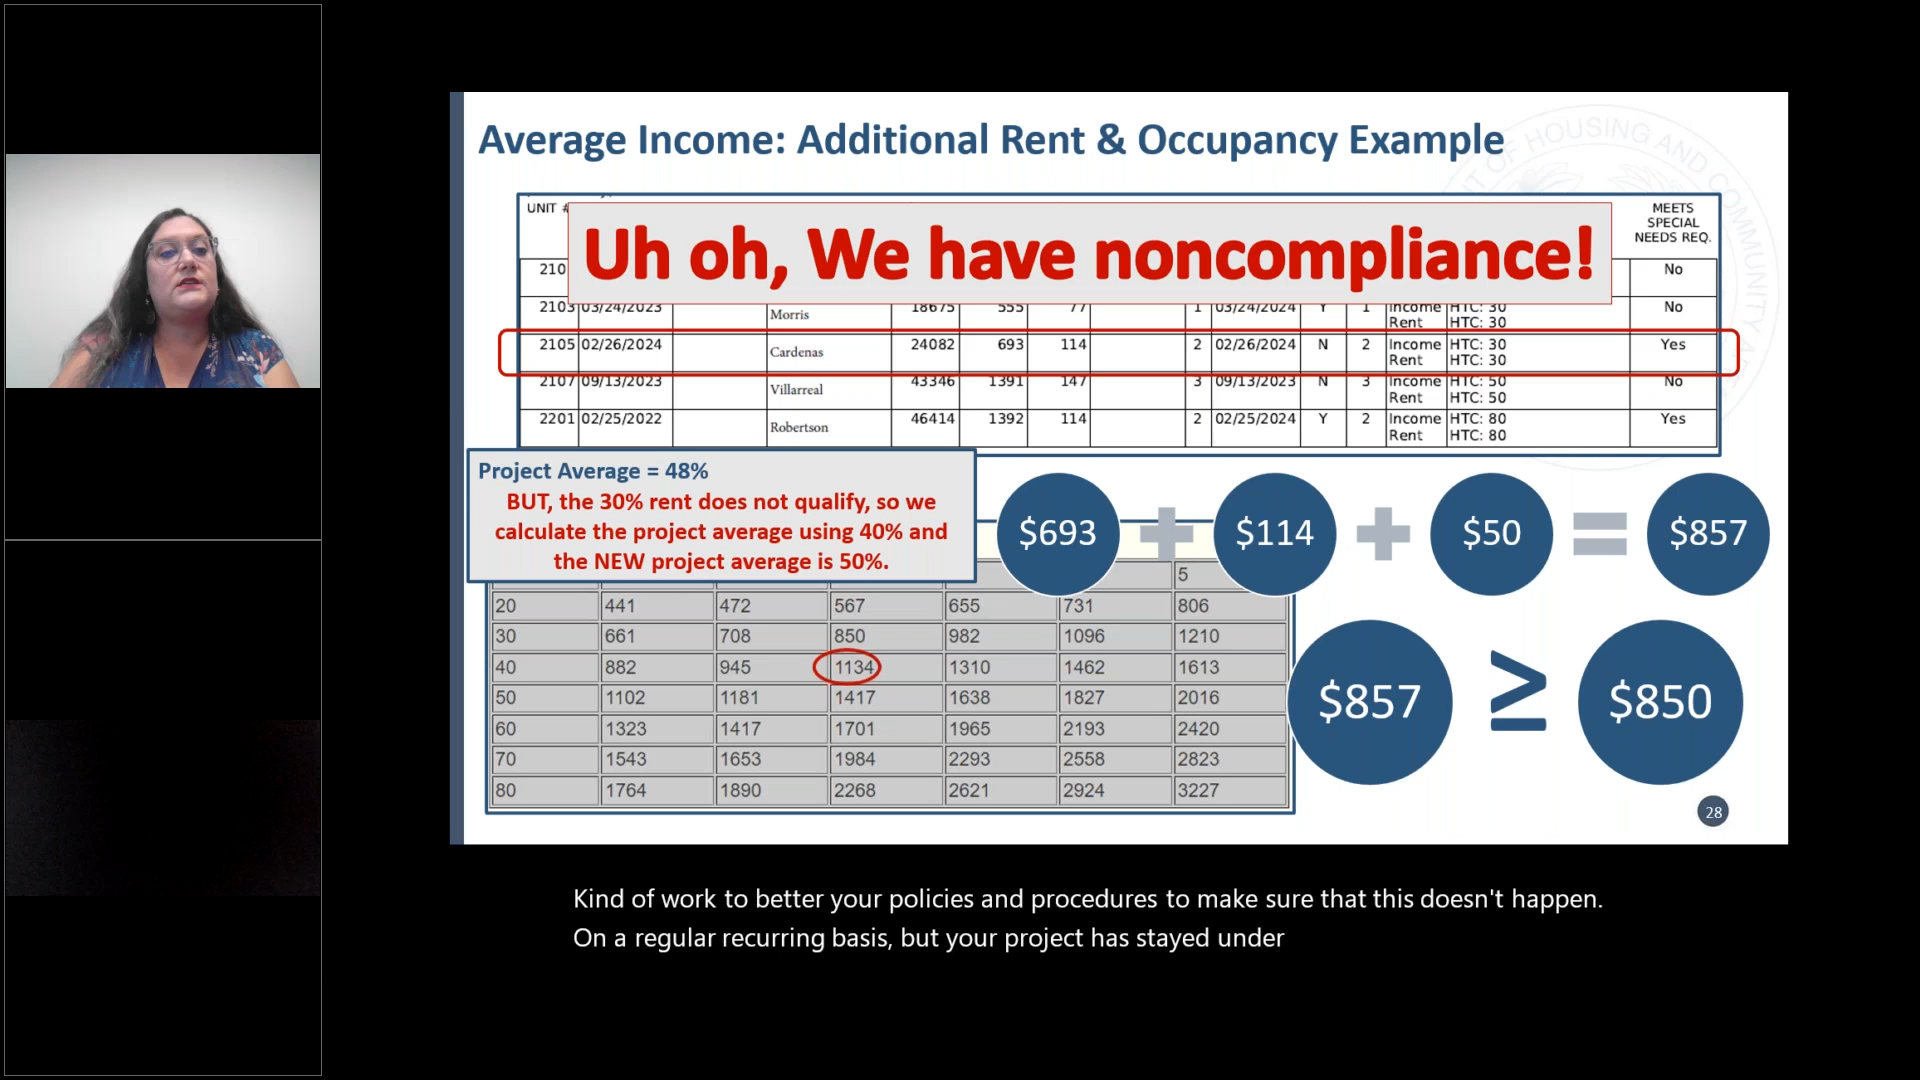 Average Income: Additional Rent & Occupancy Example
UNIT #
MEETS
SPECIAL
NEEDS REQ.
Uh oh, We have noncompliance!
210 No
2103 03/24/2023 Morris 18675 555 77 1 03/24/2024 Y 1 Income HTC: 30 No
Rent HTC: 30
2105 02/26/2024 Cardenas 24082 693 114 2 02/26/2024 N 2 Income HTC: 30 Yes
Rent HTC: 30
2107 09/13/2023 Villarreal 43346 1391 147 3 09/13/2023 N 3 Income HTC: 50 No
Rent HTC: 50
2201 02/25/2022 Robertson 46414 1392 114 2 02/25/2024 Y 2 Income HTC: 80 Yes
Rent HTC: 80
Project Average = 48%
BUT, the 30% rent does not qualify, so we
calculate the project average using 40% and
the NEW project average is 50%.
$693 + $114 + $50 = $857
5
20 441 472 567 655 731 806
30 661 708 850 982 1096 1210
40 882 945 1134 1310 1462 1613
50 1102 1181 1417 1638 1827 2016
60 1323 1417 1701 1965 2193 2420
70 1543 1653 1984 2293 2558 2823
80 1764 1890 2268 2621 2924 3227
$857 ≥ $850
28
OF HOUSING AND COMMUNITY
Kind of work to better your policies and procedures to make sure that this doesn't happen.
On a regular recurring basis, but your project has stayed under